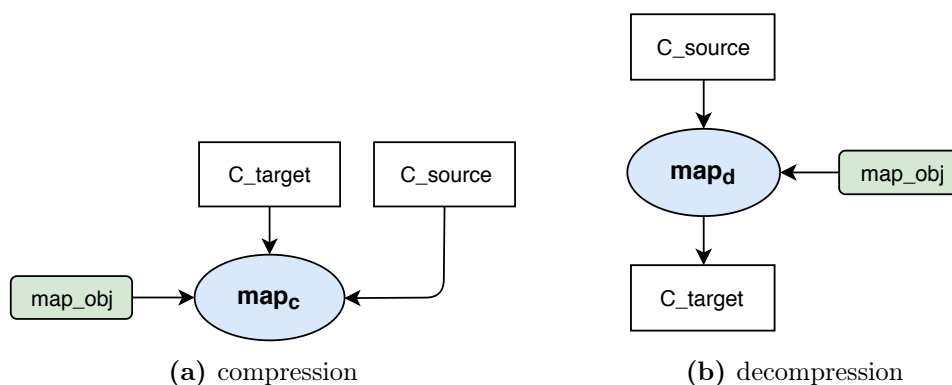 C_target
C_source
map_obj
map_c
(a) compression
C_source
map_d
map_obj
C_target
(b) decompression